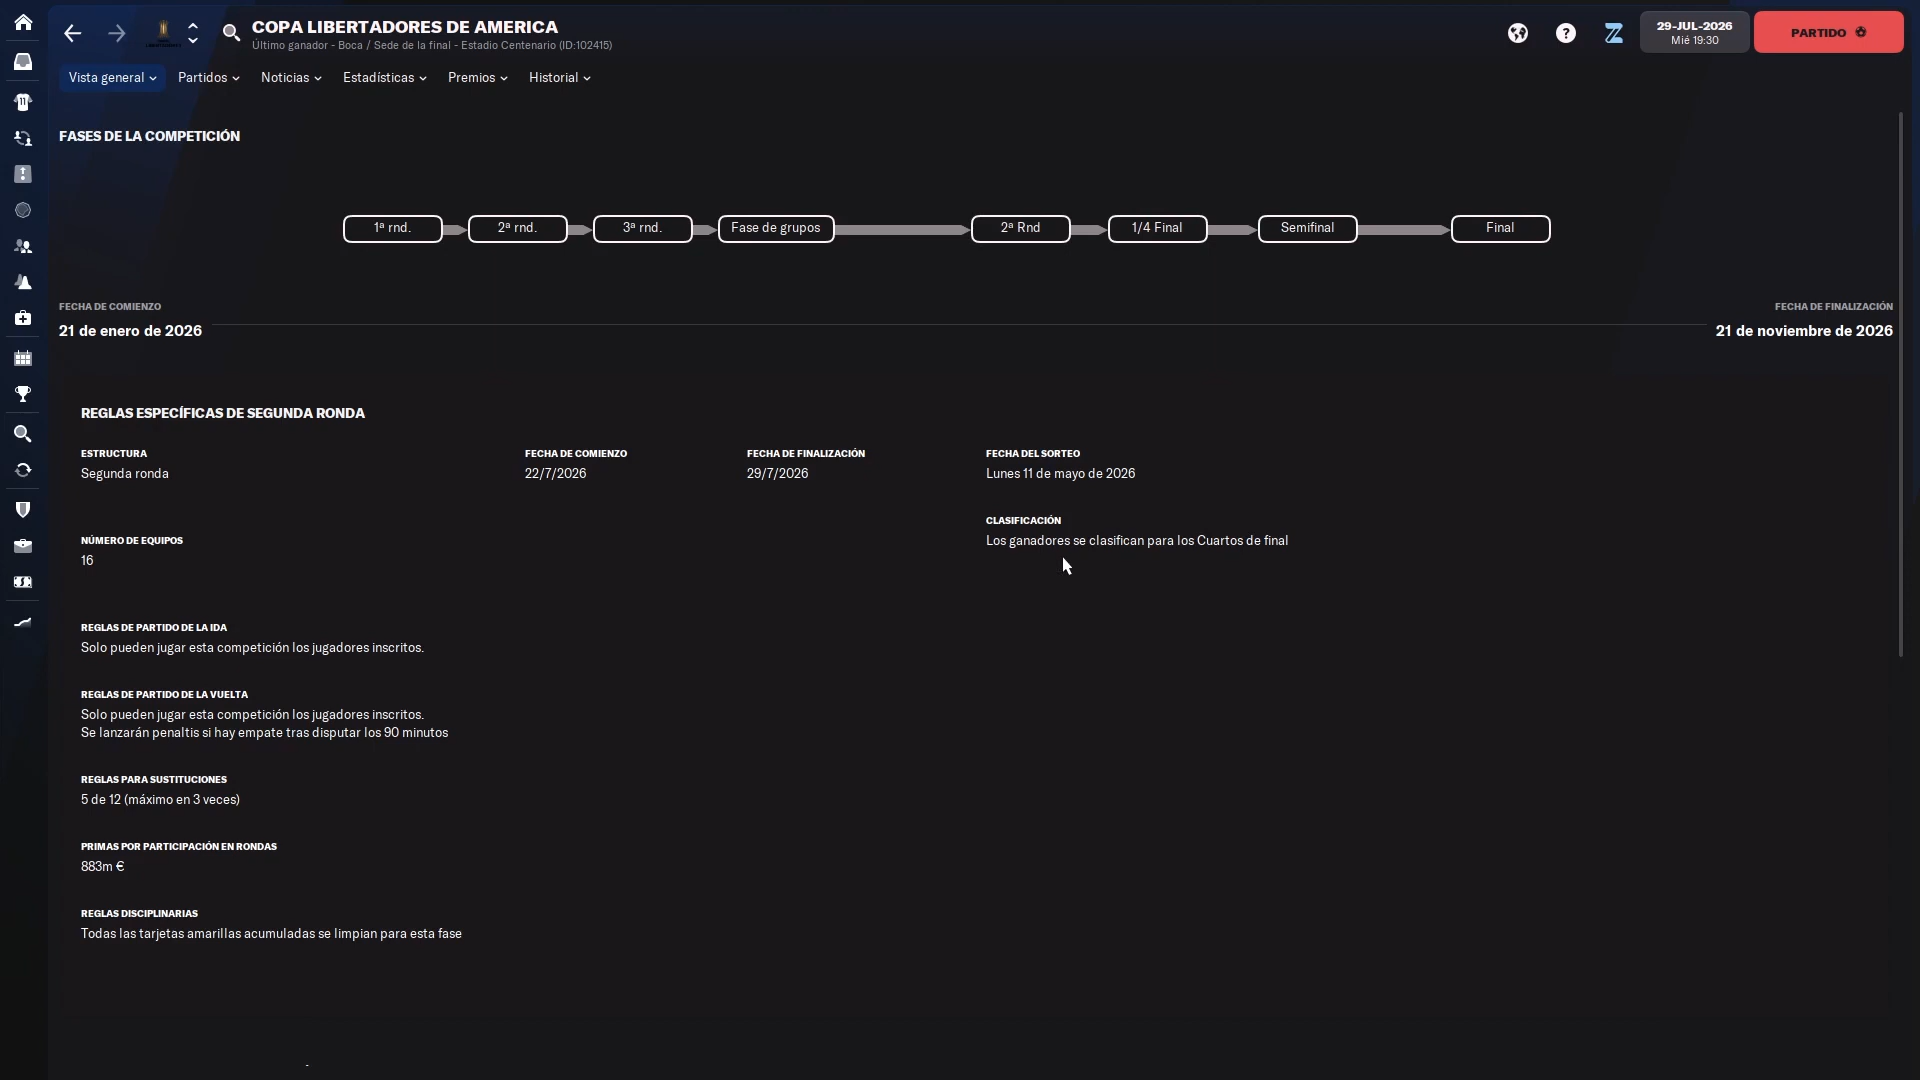 COPA LIBERTADORES DE AMERICA
Último ganador - Boca / Sede de la final - Estadio Centenario (ID:102415)
29-JUL-2026
Mié 19:30
PARTIDO
Vista general
Partidos
Noticias
Estadísticas
Premios
Historial
FASES DE LA COMPETICIÓN
1ª rnd.
2ª rnd.
3ª rnd.
Fase de grupos
2ª Rnd
1/4 Final
Semifinal
Final
FECHA DE COMIENZO
21 de enero de 2026
FECHA DE FINALIZACIÓN
21 de noviembre de 2026
REGLAS ESPECÍFICAS DE SEGUNDA RONDA
ESTRUCTURA
Segunda ronda
FECHA DE COMIENZO
22/7/2026
FECHA DE FINALIZACIÓN
29/7/2026
FECHA DEL SORTEO
Lunes 11 de mayo de 2026
NÚMERO DE EQUIPOS
16
CLASIFICACIÓN
Los ganadores se clasifican para los Cuartos de final
REGLAS DE PARTIDO DE LA IDA
Solo pueden jugar esta competición los jugadores inscritos.
REGLAS DE PARTIDO DE LA VUELTA
Solo pueden jugar esta competición los jugadores inscritos.
Se lanzarán penaltis si hay empate tras disputar los 90 minutos
REGLAS PARA SUSTITUCIONES
5 de 12 (máximo en 3 veces)
PRIMAS POR PARTICIPACIÓN EN RONDAS
883m €
REGLAS DISCIPLINARIAS
Todas las tarjetas amarillas acumuladas se limpian para esta fase